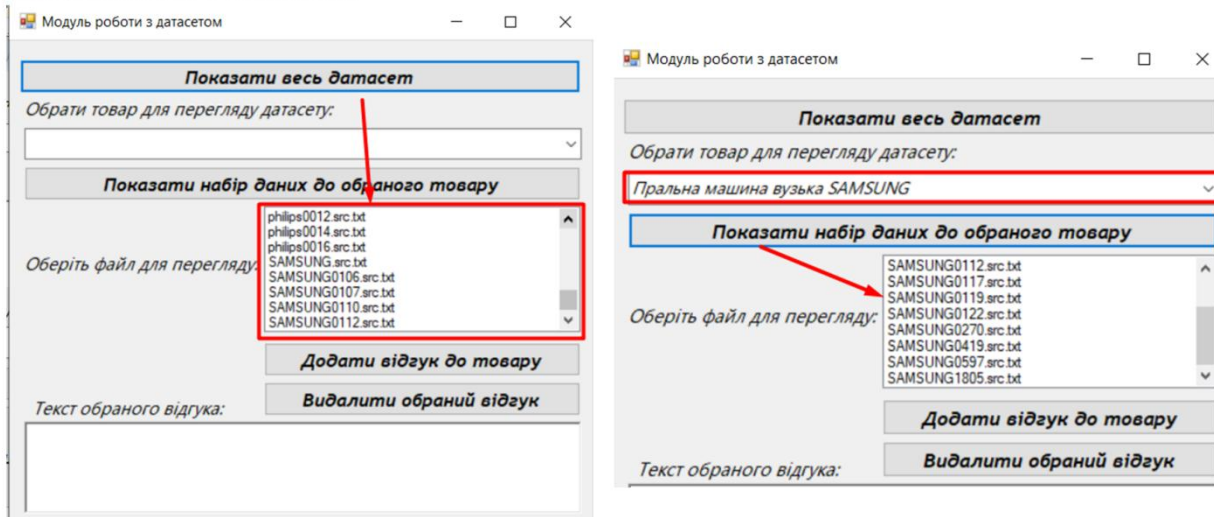 Модуль роботи з датасетом
Показати весь датасет
Обрати товар для перегляду датасету:
Показати набір даних до обраного товару
Оберіть файл для перегляду:
philips0012.src.txt
philips0014.src.txt
philips0016.src.txt
SAMSUNG.src.txt
SAMSUNG0106.src.txt
SAMSUNG0107.src.txt
SAMSUNG0110.src.txt
SAMSUNG0112.src.txt
Додати відгук до товару
Видалити обраний відгук
Текст обраного відгука:
Модуль роботи з датасетом
Показати весь датасет
Обрати товар для перегляду датасету:
Пральна машина вузька SAMSUNG
Показати набір даних до обраного товару
Оберіть файл для перегляду:
SAMSUNG0112.src.txt
SAMSUNG0117.src.txt
SAMSUNG0119.src.txt
SAMSUNG0122.src.txt
SAMSUNG0270.src.txt
SAMSUNG0419.src.txt
SAMSUNG0597.src.txt
SAMSUNG1805.src.txt
Додати відгук до товару
Видалити обраний відгук
Текст обраного відгука: